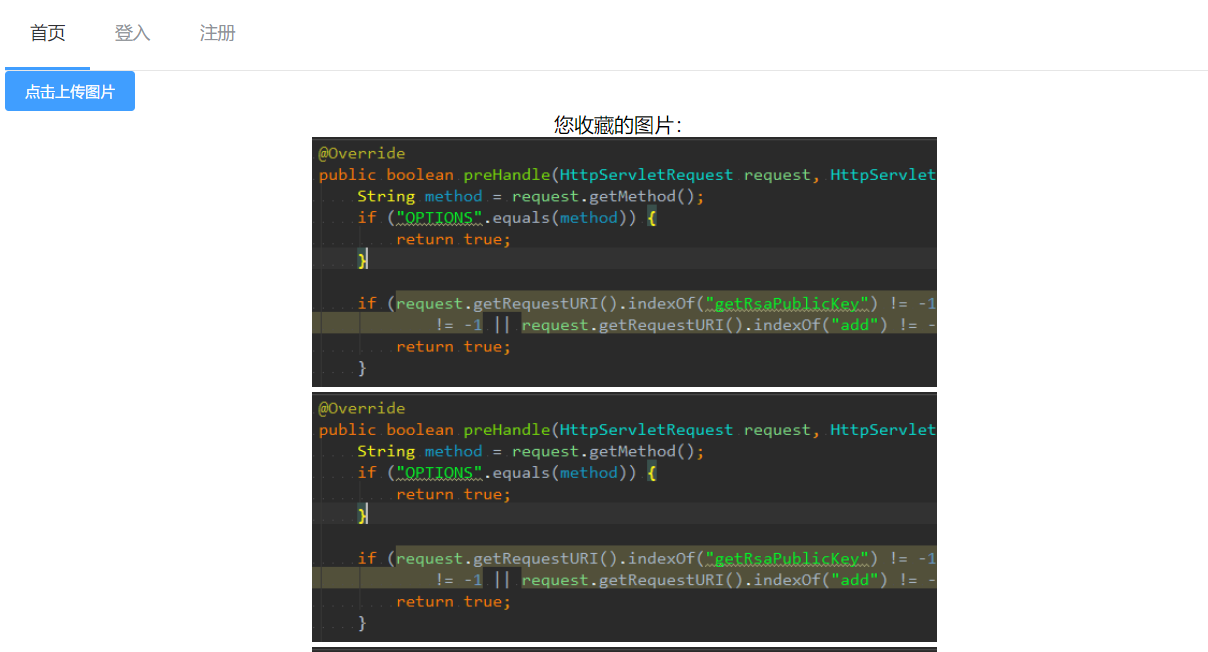 首页 登入 注册
点击上传图片
您收藏的图片：
@Override
public boolean preHandle(HttpServletRequest request, HttpServlet
String method = request.getMethod();
if ("OPTIONS".equals(method)) {
return true;
}
if (request.getRequestURI().indexOf("getRsaPublicKey") != -1
!= -1 || request.getRequestURI().indexOf("add") != -
return true;
}
@Override
public boolean preHandle(HttpServletRequest request, HttpServlet
String method = request.getMethod();
if ("OPTIONS".equals(method)) {
return true;
}
if (request.getRequestURI().indexOf("getRsaPublicKey") != -1
!= -1 || request.getRequestURI().indexOf("add") != -
return true;
}